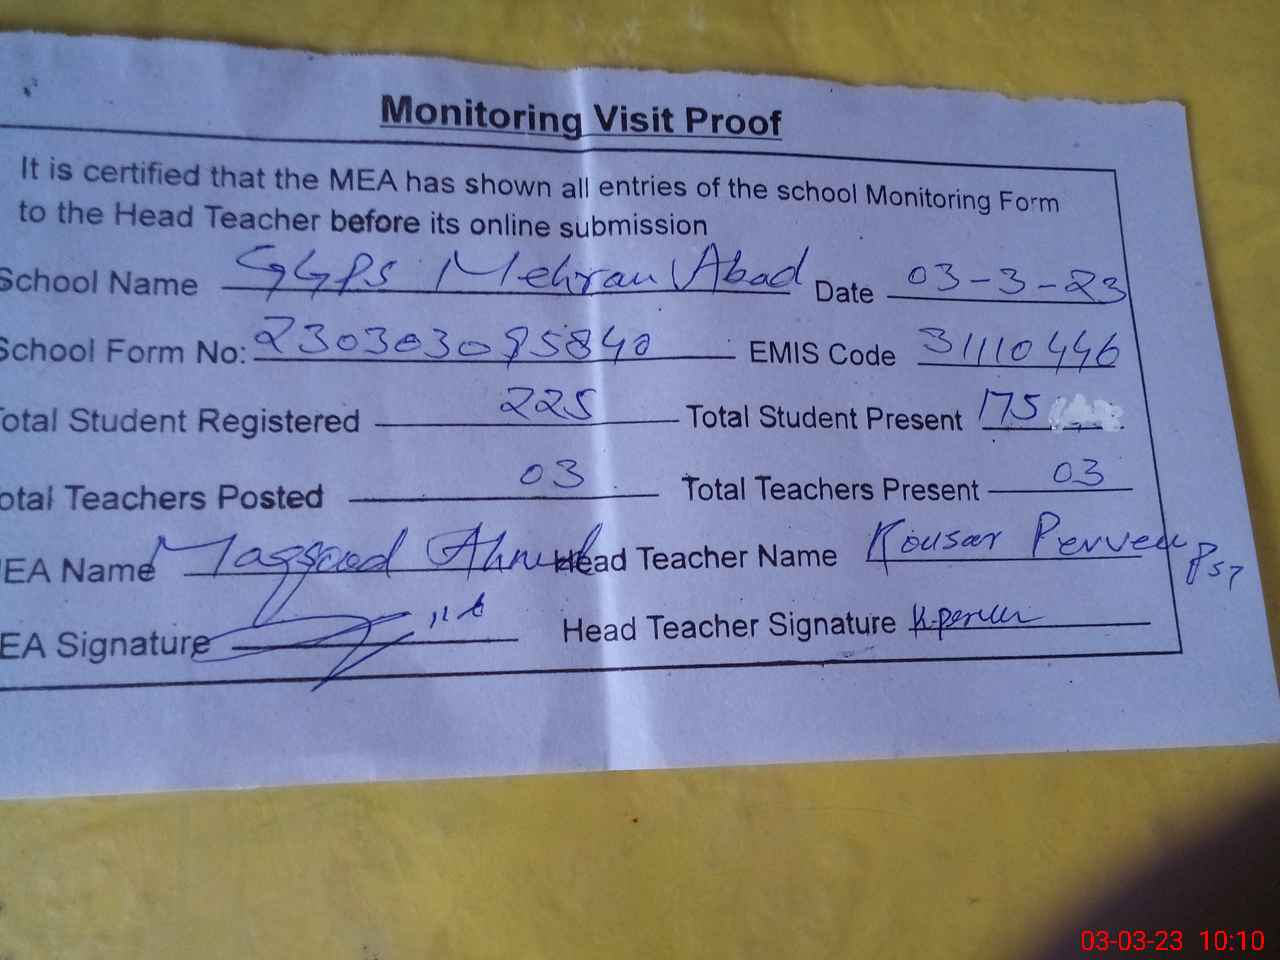 Monitoring Visit Proof
It is certified that the MEA has shown all entries of the school Monitoring Form
to the Head Teacher before its online submission
School Name GGPS Mehran Abad Date 03-3-23
School Form No: 230303095840 EMIS Code 31110446
Total Student Registered 225 Total Student Present 175
otal Teachers Posted 03 Total Teachers Present 03
EA Name Maqsood Ahmed Head Teacher Name Kousar Perveen PST
EA Signature Head Teacher Signature K.perveen
03-03-23 10:10